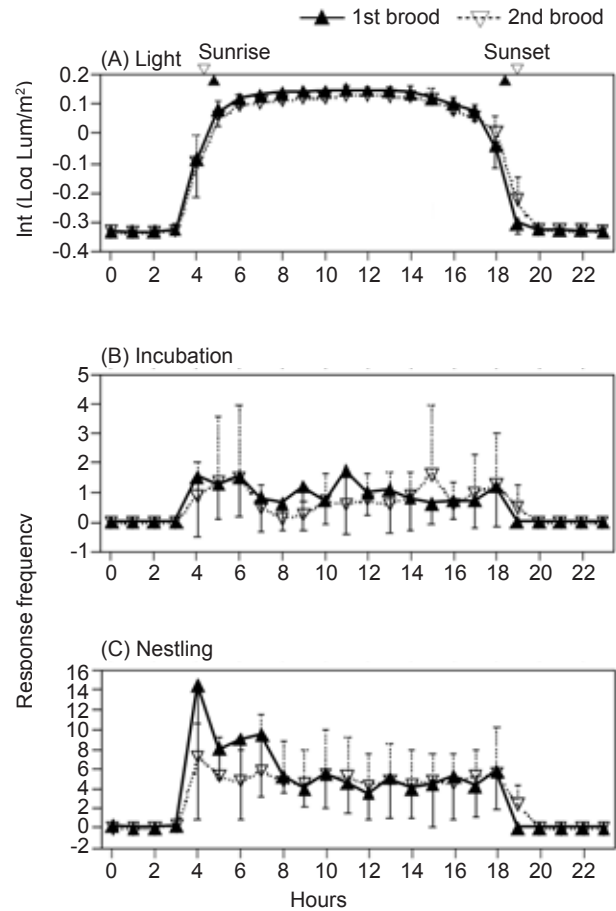 1st brood 2nd brood
Sunrise Sunset
(A) Light
Int (Log Lum/m²)
0.2
0.1
0
-0.1
-0.2
-0.3
-0.4
0 2 4 6 8 10 12 14 16 18 20 22
(B) Incubation
5
4
3
2
1
0
-1
0 2 4 6 8 10 12 14 16 18 20 22
Response frequency
(C) Nestling
16
14
12
10
8
6
4
2
0
-2
0 2 4 6 8 10 12 14 16 18 20 22
Hours